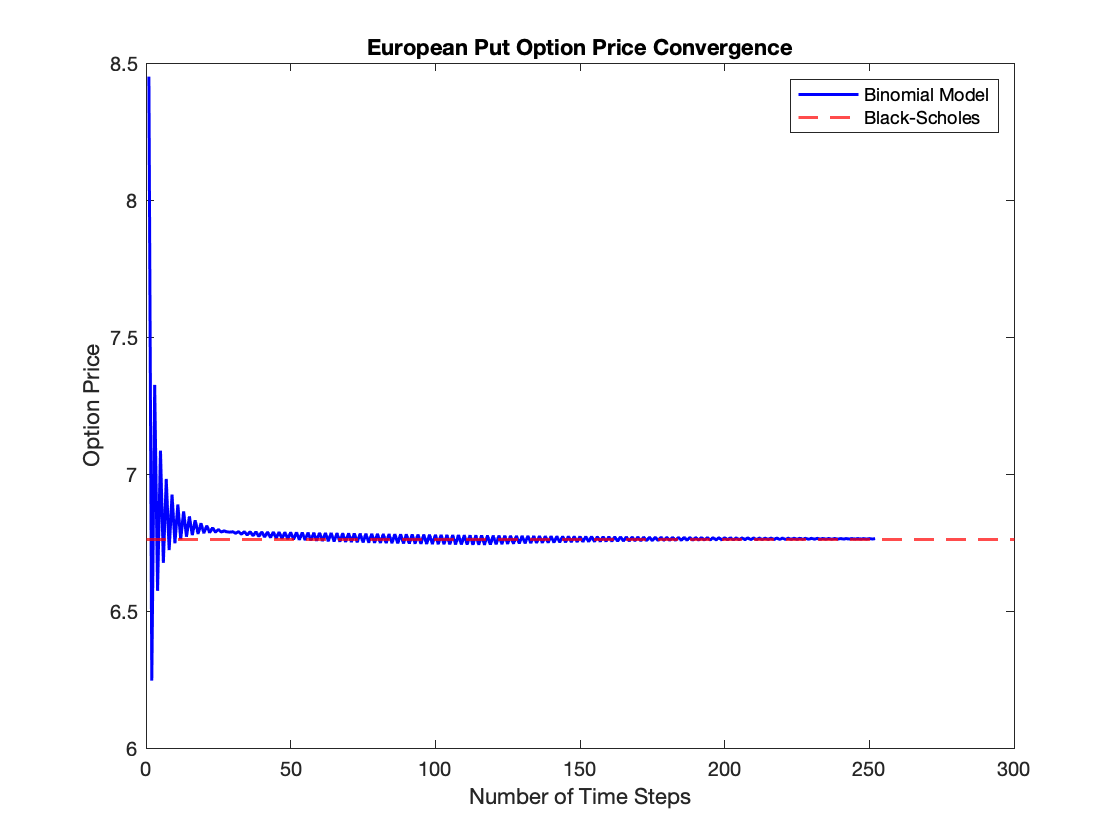 European Put Option Price Convergence
8.5
8
7.5
7
6.5
6
Option Price
Binomial Model
Black-Scholes
0
50
100
150
200
250
300
Number of Time Steps